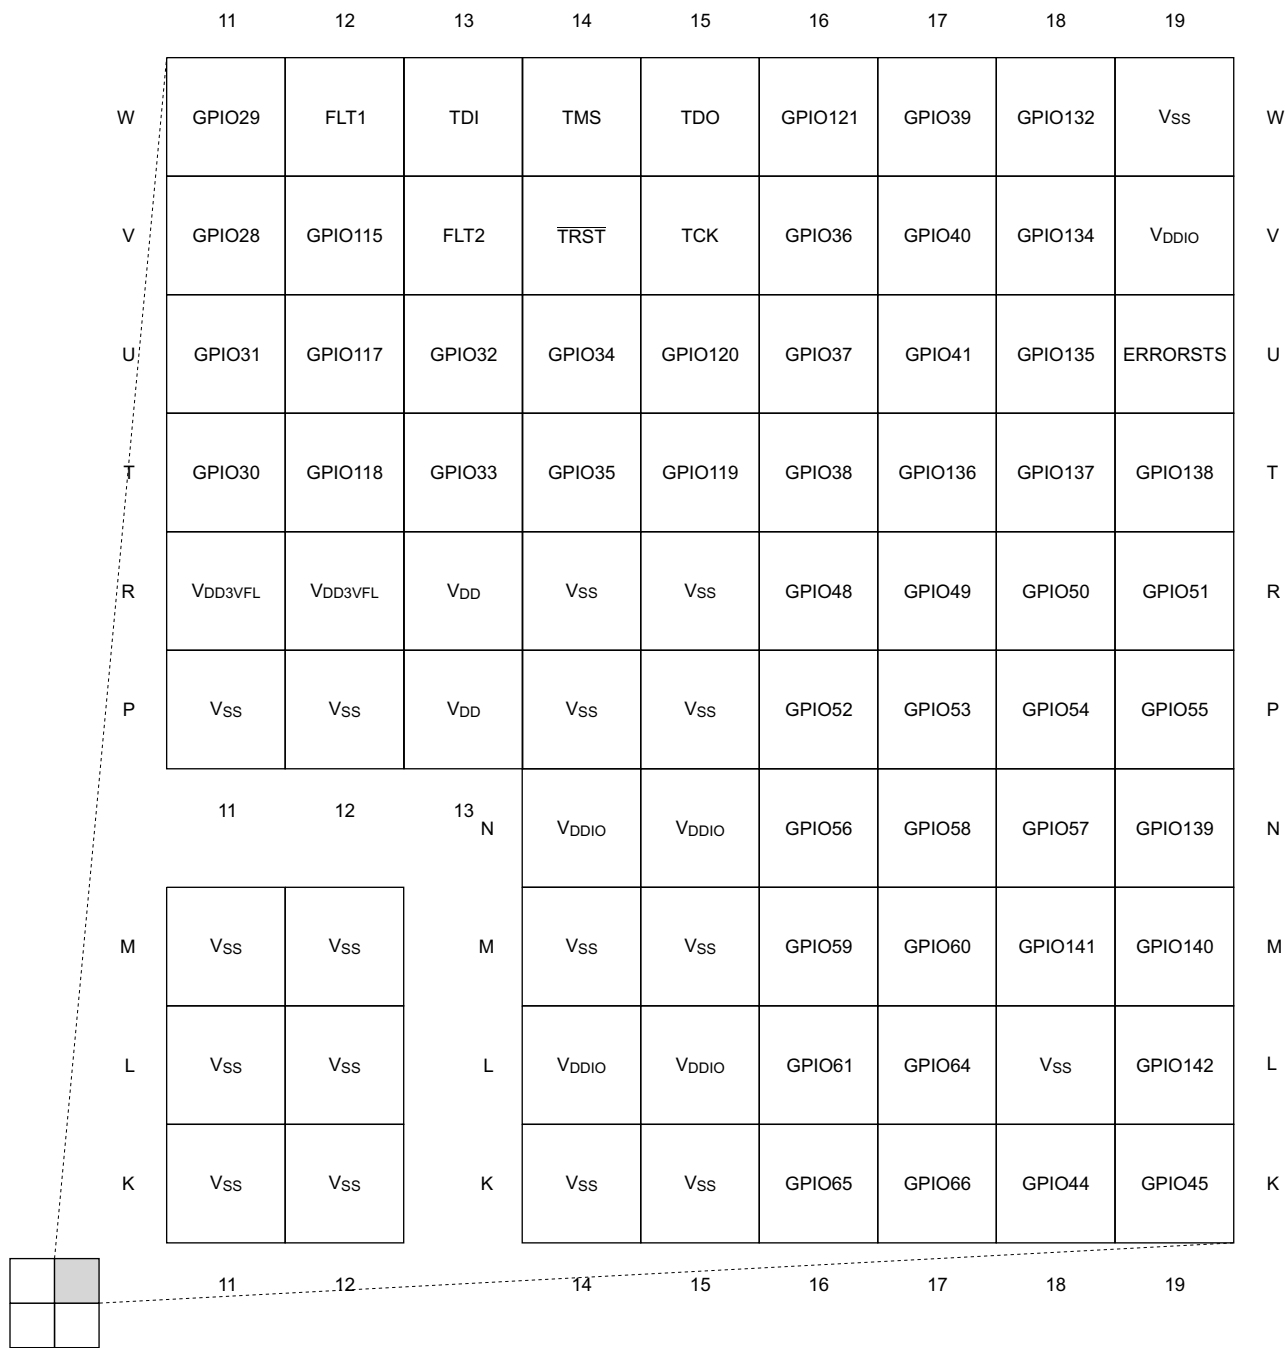 11 12 13 14 15 16 17 18 19
W GPIO29 FLT1 TDI TMS TDO GPIO121 GPIO39 GPIO132 VSS W
V GPIO28 GPIO115 FLT2 T̅R̅S̅T̅ TCK GPIO36 GPIO40 GPIO134 VDDIO V
U GPIO31 GPIO117 GPIO32 GPIO34 GPIO120 GPIO37 GPIO41 GPIO135 ERRORSTS U
T GPIO30 GPIO118 GPIO33 GPIO35 GPIO119 GPIO38 GPIO136 GPIO137 GPIO138 T
R VDD3VFL VDD3VFL VDD VSS VSS GPIO48 GPIO49 GPIO50 GPIO51 R
P VSS VSS VDD VSS VSS GPIO52 GPIO53 GPIO54 GPIO55 P
11 12 13 N VDDIO VDDIO GPIO56 GPIO58 GPIO57 GPIO139 N
M VSS VSS M VSS VSS GPIO59 GPIO60 GPIO141 GPIO140 M
L VSS VSS L VDDIO VDDIO GPIO61 GPIO64 VSS GPIO142 L
K VSS VSS K VSS VSS GPIO65 GPIO66 GPIO44 GPIO45 K
11 12 14 15 16 17 18 19